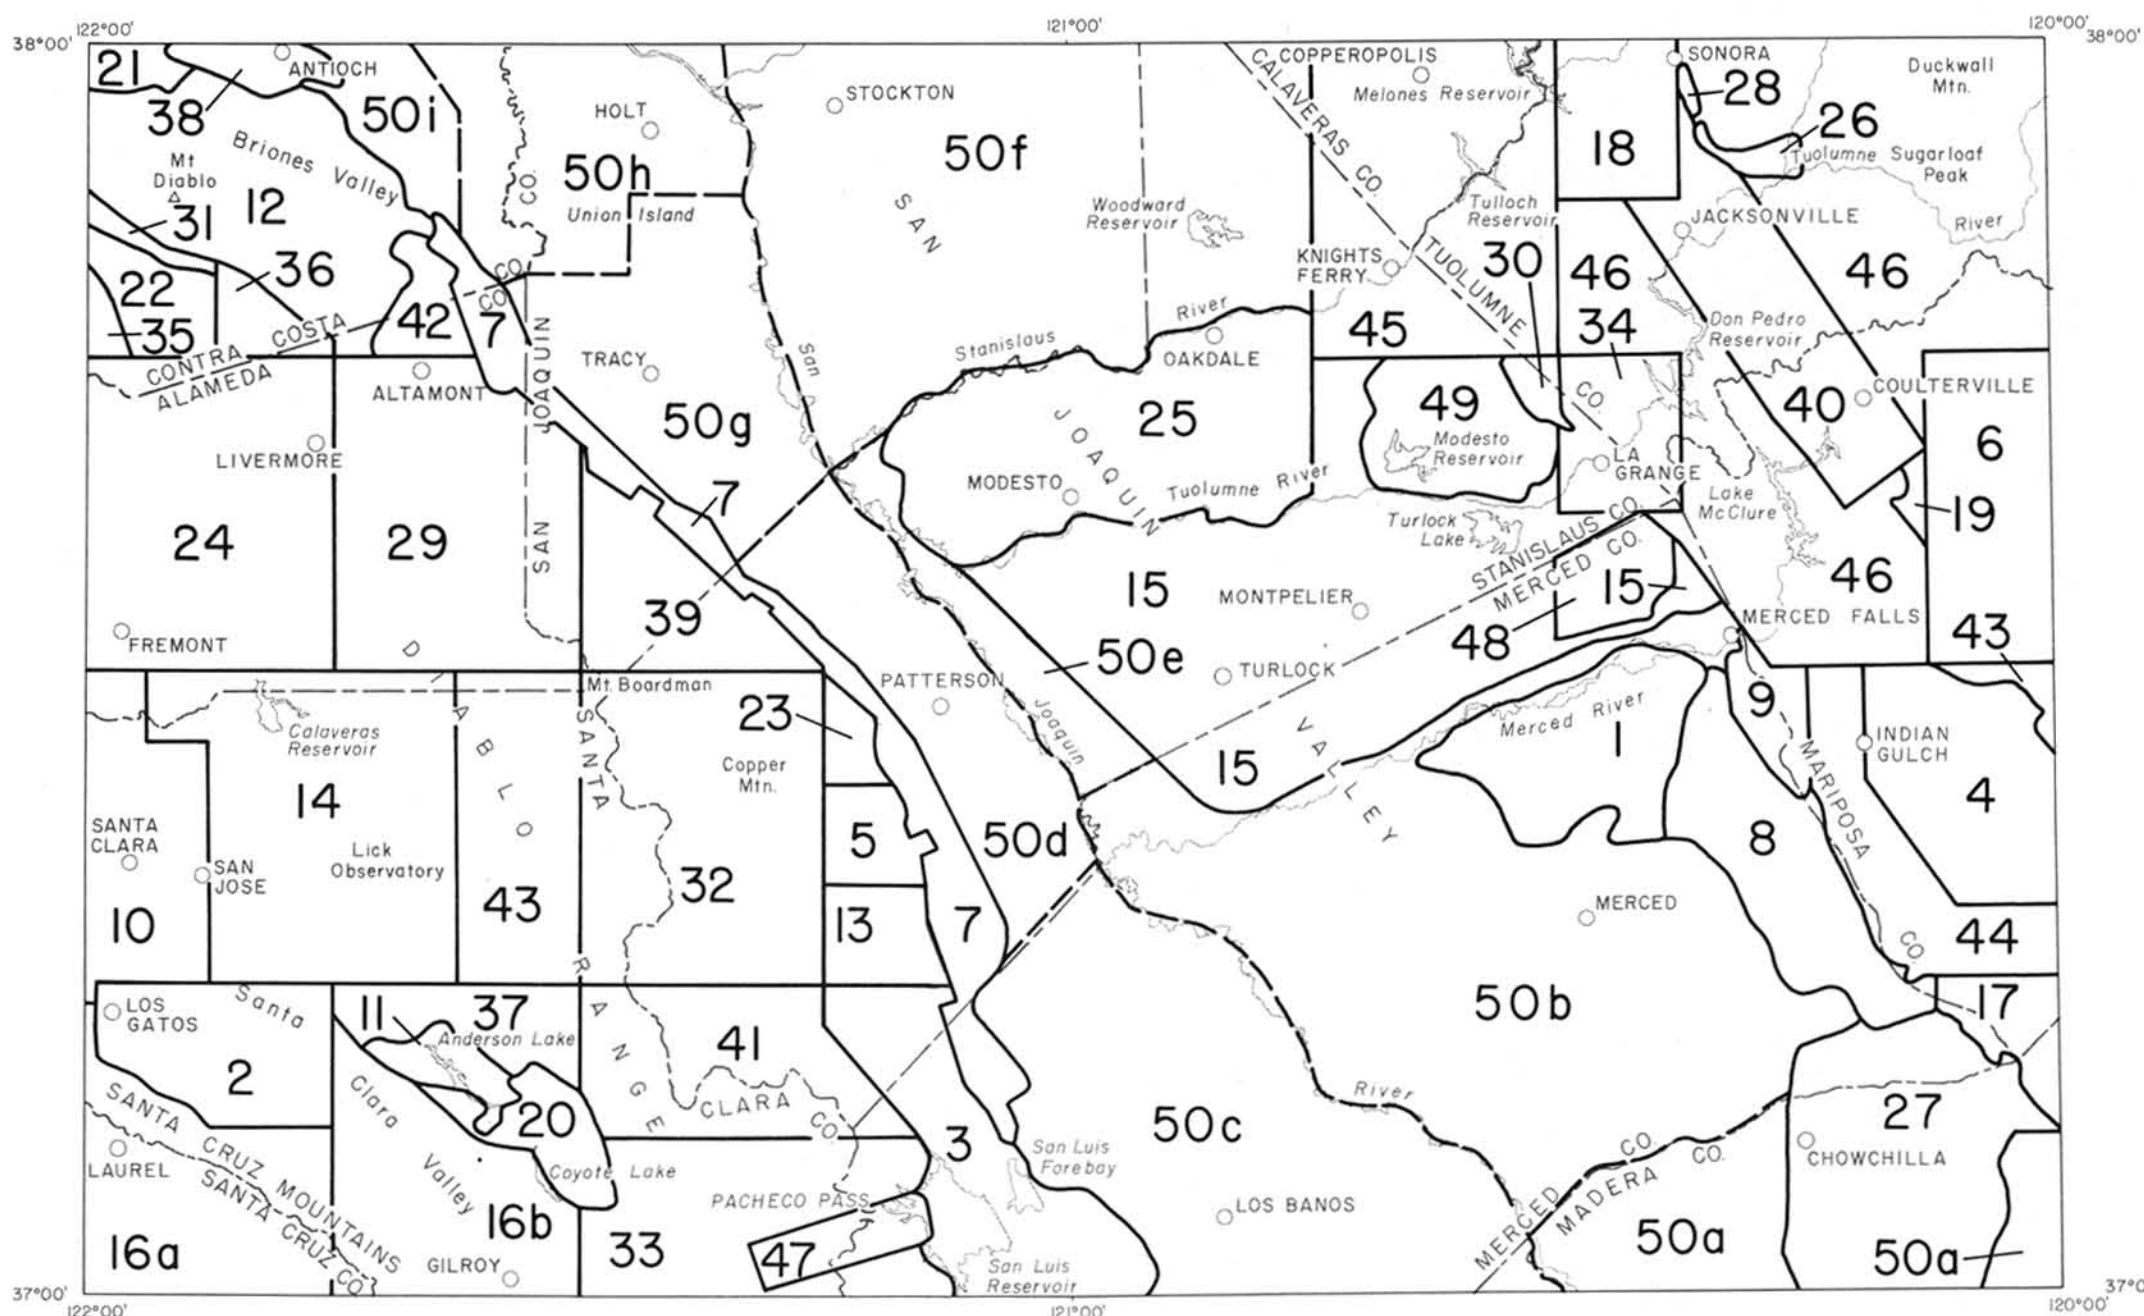 122°00'
121°00'
120°00'
38°00'
38°00'
21
38
ANTIOCH
50i
HOLT
STOCKTON
50h
50f
CALAVERAS CO.
COPPEROPOLIS
Melones Reservoir
SONORA
28
Duckwall
Mtn.
18
26
Tuolumne
River
Sugarloaf
Peak
Briones Valley
Mt
Diablo
12
31
36
22
35
CO.
Union Island
SAN
Woodward
Reservoir
Tulloch
Reservoir
JACKSONVILLE
KNIGHTS
FERRY
TUOLUMNE
CO.
30
46
46
34
45
Don Pedro
Reservoir
CONTRA COSTA
ALAMEDA
CO.
CO.
42
7
ALTAMONT
SAN JOAQUIN
TRACY
San
Stanislaus
River
OAKDALE
40
COULTERVILLE
LIVERMORE
50g
25
JOAQUIN
MODESTO
Tuolumne River
49
Modesto
Reservoir
LA
GRANGE
Lake
McClure
6
19
24
29
7
39
Turlock
Lake
STANISLAUS CO.
MERCED CO.
15
50e
MONTPELIER
15
48
46
MERCED FALLS
43
FREMONT
TURLOCK
PATTERSON
Mt. Boardman
Calaveras
Reservoir
DIABLO
SANTA
23
Copper
Mtn.
Joaquin
VALLEY
Merced River
15
1
9
INDIAN
GULCH
MARIPOSA
CO.
4
14
SANTA
CLARA
SAN
JOSE
Lick
Observatory
10
43
32
5
50d
13
7
8
MERCED
44
LOS
GATOS
Santa
2
11
37
Anderson Lake
RANGE
41
50b
17
CLARA
CO.
Clara
Valley
20
Coyote Lake
3
San Luis
Forebay
50c
River
27
CHOWCHILLA
SANTA CRUZ MOUNTAINS
LAUREL
SANTA CRUZ CO.
16a
16b
GILROY
33
PACHECO PASS
47
San Luis
Reservoir
LOS BANOS
MERCED CO.
MADERA CO.
50a
50a
37°00'
37°0
122°00'
121°00'
120°00'